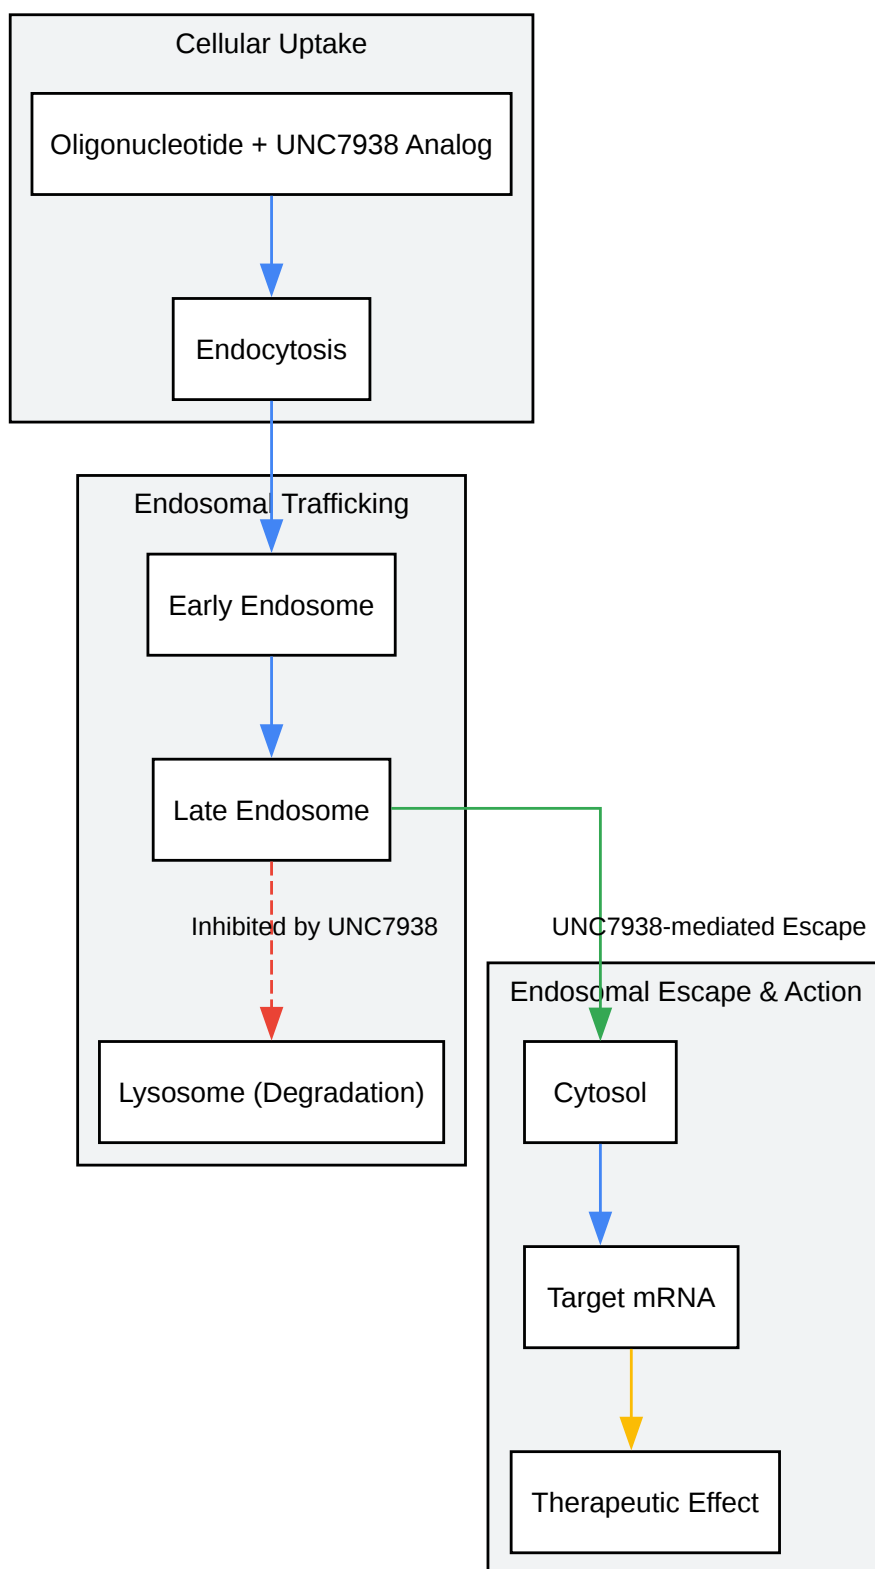 Cellular Uptake
Oligonucleotide + UNC7938 Analog
Endocytosis
Endosomal Trafficking
Early Endosome
Late Endosome
Inhibited by UNC7938
UNC7938-mediated Escape
Lysosome (Degradation)
Endosomal Escape & Action
Cytosol
Target mRNA
Therapeutic Effect